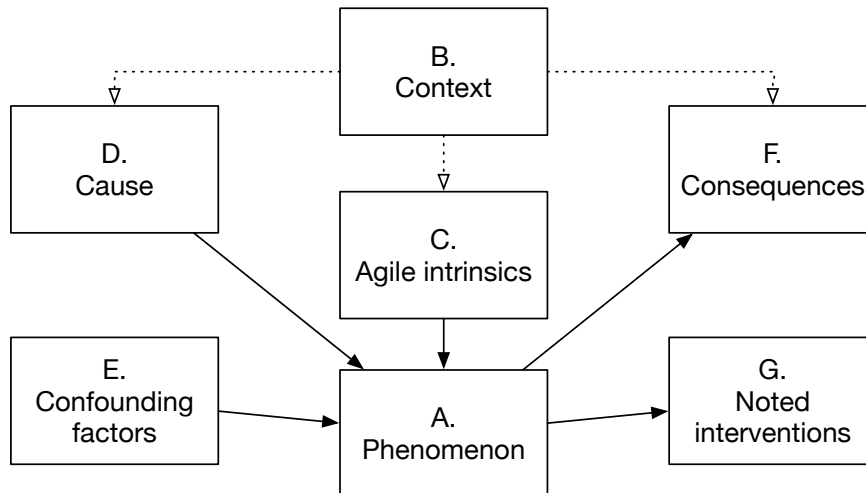 B.
Context
D.
Cause
F.
Consequences
C.
Agile intrinsics
E.
Confounding
factors
A.
Phenomenon
G.
Noted
interventions